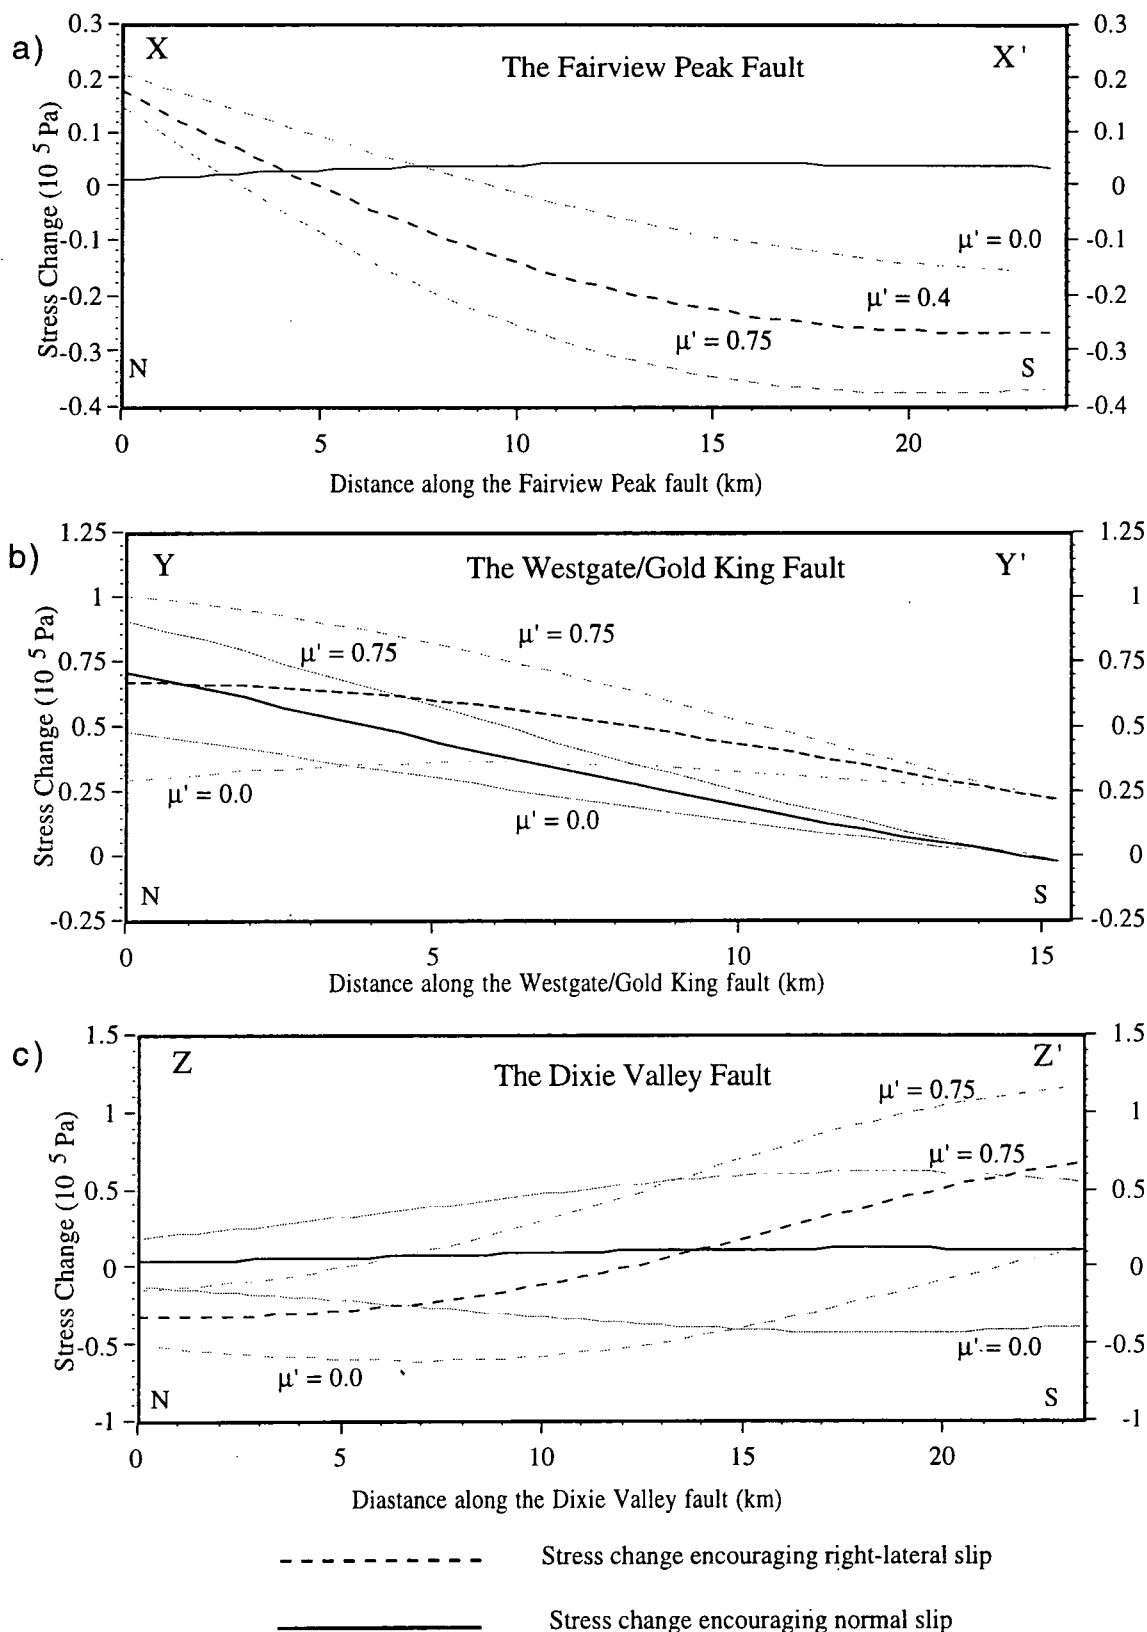 a)
X
The Fairview Peak Fault
X'
Stress Change (10 5 Pa)
0.3
0.2
0.1
0
-0.1
-0.2
-0.3
-0.4
0.3
0.2
0.1
0
-0.1
-0.2
-0.3
-0.4
μ' = 0.0
μ' = 0.4
μ' = 0.75
N
S
0 5 10 15 20
Distance along the Fairview Peak fault (km)
b)
Y
The Westgate/Gold King Fault
Y'
Stress Change (10 5 Pa)
1.25
1
0.75
0.5
0.25
0
-0.25
1.25
1
0.75
0.5
0.25
0
-0.25
μ' = 0.75
μ' = 0.75
μ' = 0.0
μ' = 0.0
N
S
0 5 10 15
Distance along the Westgate/Gold King fault (km)
c)
Z
The Dixie Valley Fault
Z'
Stress Change (10 5 Pa)
1.5
1
0.5
0
-0.5
-1
1.5
1
0.5
0
-0.5
-1
μ' = 0.75
μ' = 0.75
μ' = 0.0
μ' = 0.0
N
S
0 5 10 15 20
Diastance along the Dixie Valley fault (km)
Stress change encouraging right-lateral slip
Stress change encouraging normal slip